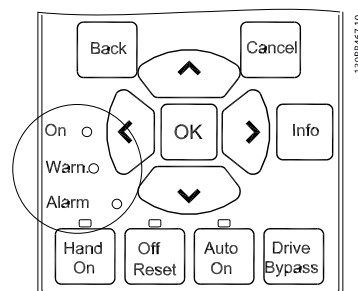 Back
Cancel
On
OK
Info
Warn.
Alarm
Hand On
Off Reset
Auto On
Drive Bypass